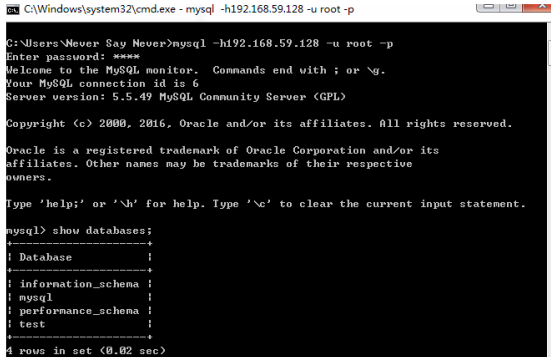 C:\Windows\system32\cmd.exe - mysql -h192.168.59.128 -u root -p
C:\Users\Never Say Never>mysql -h192.168.59.128 -u root -p
Enter password: ****
Welcome to the MySQL monitor.  Commands end with ; or \g.
Your MySQL connection id is 6
Server version: 5.5.49 MySQL Community Server (GPL)
Copyright (c) 2000, 2016, Oracle and/or its affiliates. All rights reserved.
Oracle is a registered trademark of Oracle Corporation and/or its
affiliates. Other names may be trademarks of their respective
owners.
Type 'help;' or '\h' for help. Type '\c' to clear the current input statement.
mysql> show databases;
+--------------------+
| Database           |
+--------------------+
| information_schema |
| mysql              |
| performance_schema |
| test               |
+--------------------+
4 rows in set (0.02 sec)